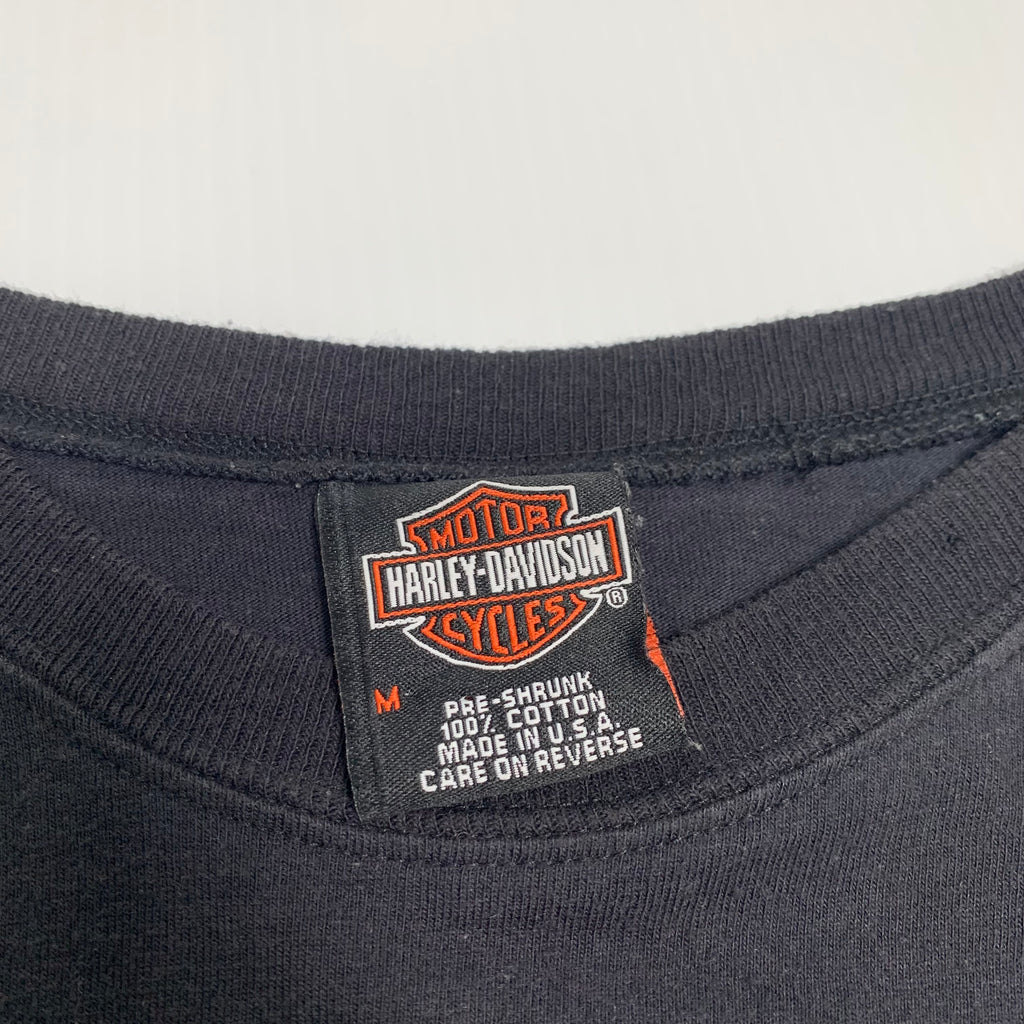 MOTOR
HARLEY-DAVIDSON
CYCLES
®
M
PRE-SHRUNK
100% COTTON
MADE IN U.S.A.
CARE ON REVERSE